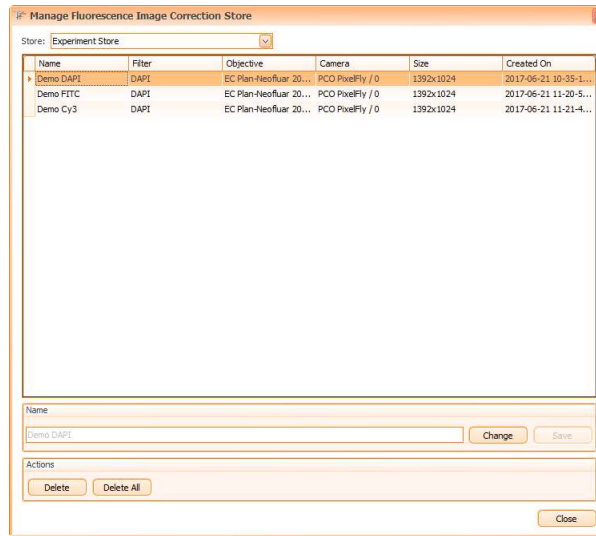 Manage Fluorescence Image Correction Store
Store: Experiment Store
Name Filter Objective Camera Size Created On
Demo DAPI DAPI EC Plan-Neofluar 20... PCO PixelFly / 0 1392x1024 2017-06-21 10-35-1...
Demo FITC DAPI EC Plan-Neofluar 20... PCO PixelFly / 0 1392x1024 2017-06-21 11-20-5...
Demo Cy3 DAPI EC Plan-Neofluar 20... PCO PixelFly / 0 1392x1024 2017-06-21 11-21-4...
Name
Demo DAPI Change Save
Actions
Delete Delete All
Close